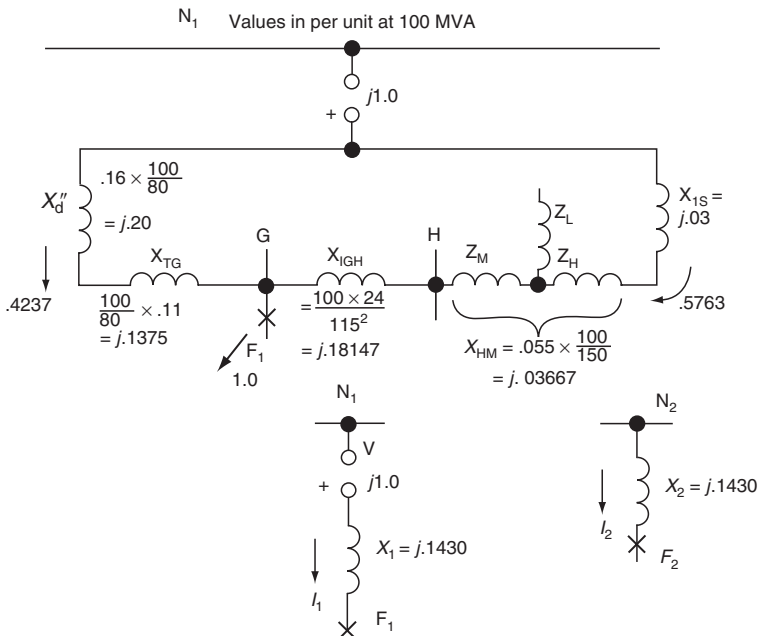 N₁ Values in per unit at 100 MVA
j1.0
+
.16 × 100/80
X″d
= j.20
X1S =
j.03
ZL
G
H
XTG
XIGH
ZM
ZH
.4237
100/80 × .11
= j.1375
F₁
1.0
= 100 × 24/115²
= j.18147
.5763
XHM = .055 × 100/150
= j. 03667
N₁
N₂
V
+ j1.0
X₂ = j.1430
I₂
X₁ = j.1430
F₂
I₁
F₁